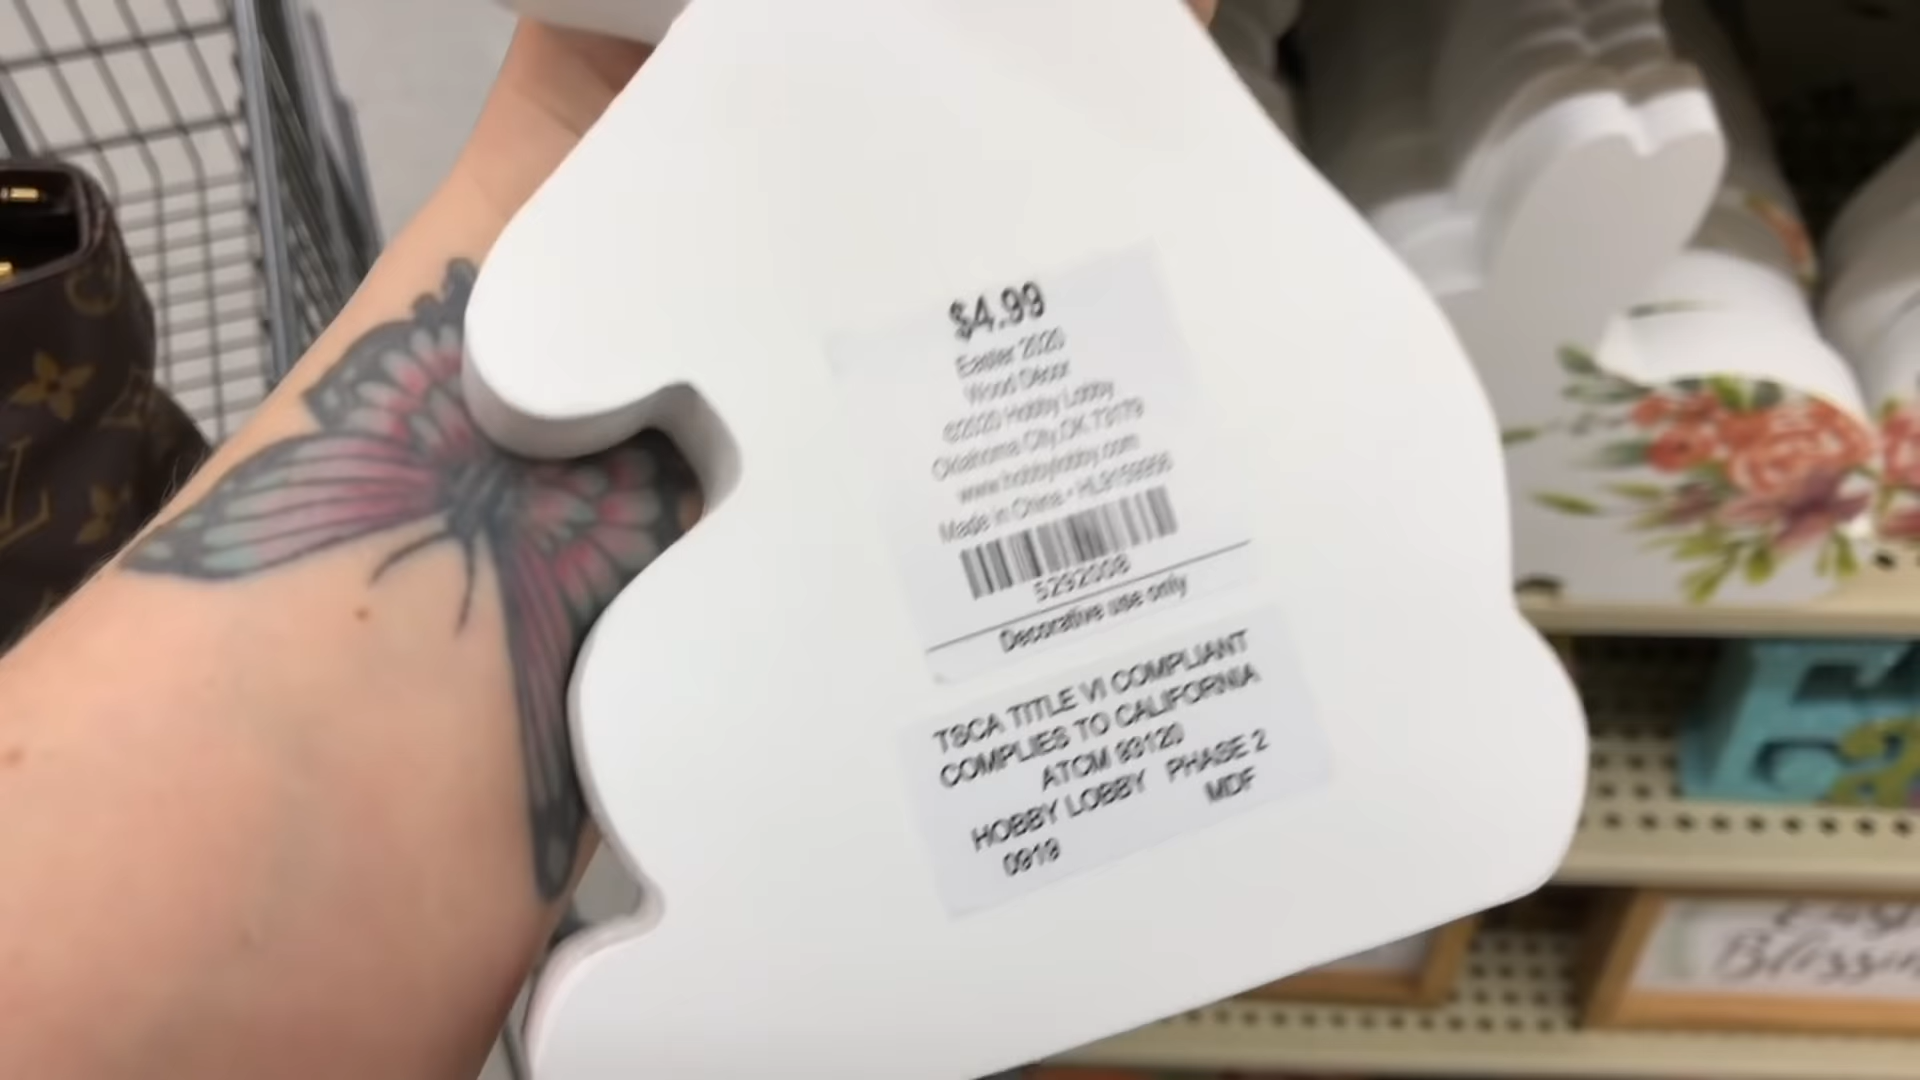 $4.99
Easter 2020
Wood Décor
©2020 Hobby Lobby
Oklahoma City, OK 73179
www.hobbylobby.com
Made in China •
5292008
Decorative use only
TSCA TITLE VI COMPLIANT
COMPLIES TO CALIFORNIA
ATCM 93120
HOBBY LOBBY PHASE 2
0919 MDF